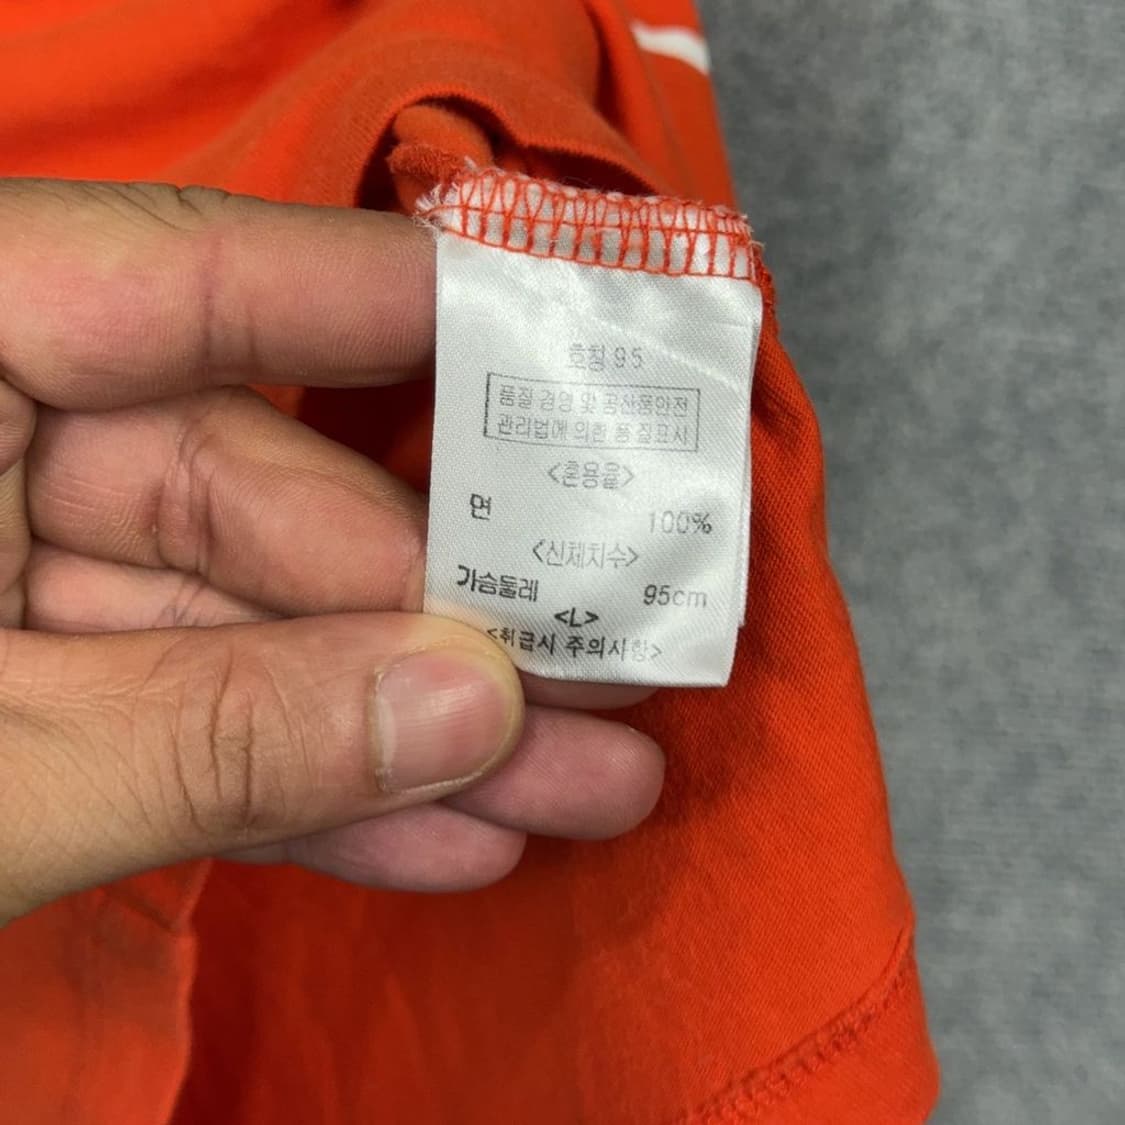 호칭 95
품질 경영 및 공산품안전
관리법에 의한 품질표시
<혼용율>
면 100%
<신체치수>
가슴둘레 95cm
<L>
<취급시 주의사항>